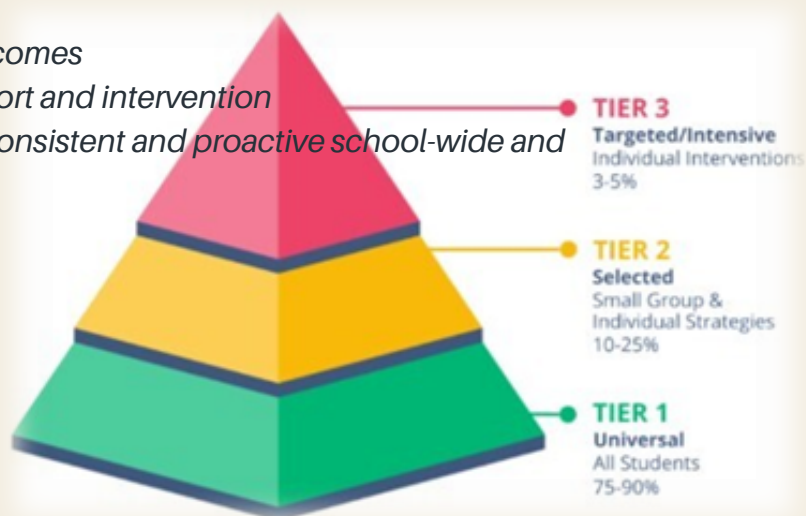 comes
ort and intervention
consistent and proactive school-wide and
TIER 3
Targeted/Intensive
Individual Interventions
3-5%
TIER 2
Selected
Small Group &
Individual Strategies
10-25%
TIER 1
Universal
All Students
75-90%